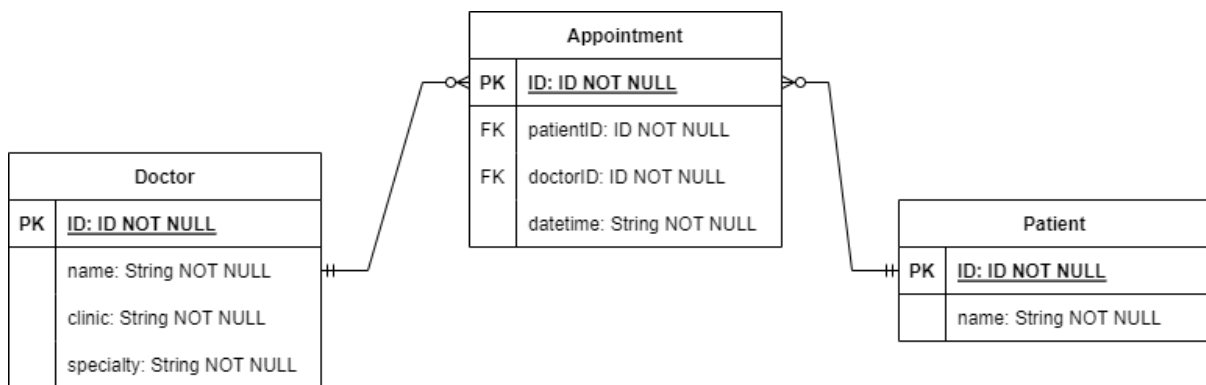 Appointment
PK ID: ID NOT NULL
FK patientID: ID NOT NULL
FK doctorID: ID NOT NULL
datetime: String NOT NULL
Doctor
PK ID: ID NOT NULL
name: String NOT NULL
clinic: String NOT NULL
specialty: String NOT NULL
Patient
PK ID: ID NOT NULL
name: String NOT NULL